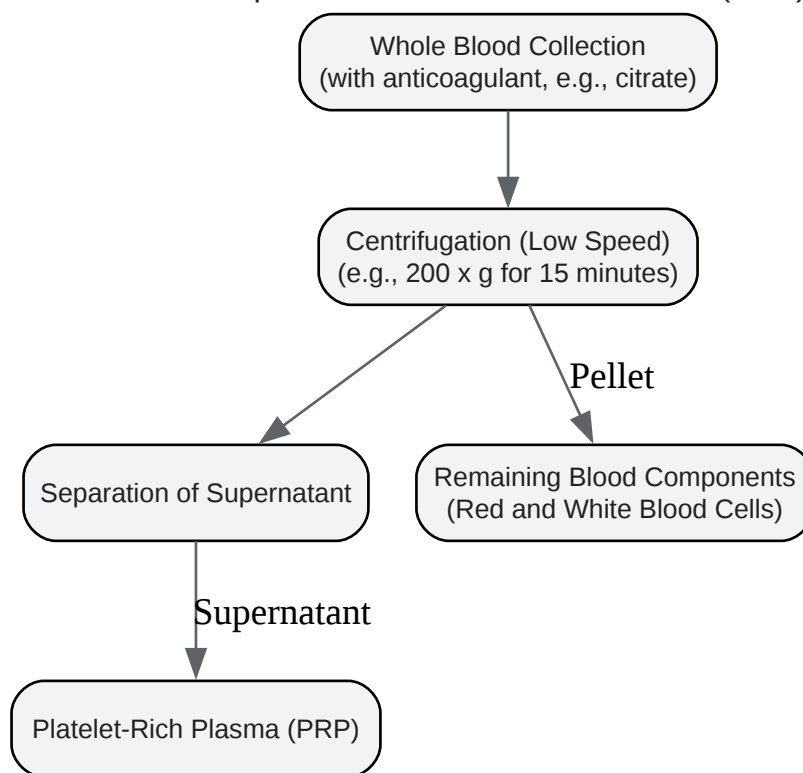 Whole Blood Collection
(with anticoagulant, e.g., citrate)
Centrifugation (Low Speed)
(e.g., 200 x g for 15 minutes)
Pellet
Separation of Supernatant
Remaining Blood Components
(Red and White Blood Cells)
Supernatant
Platelet-Rich Plasma (PRP)